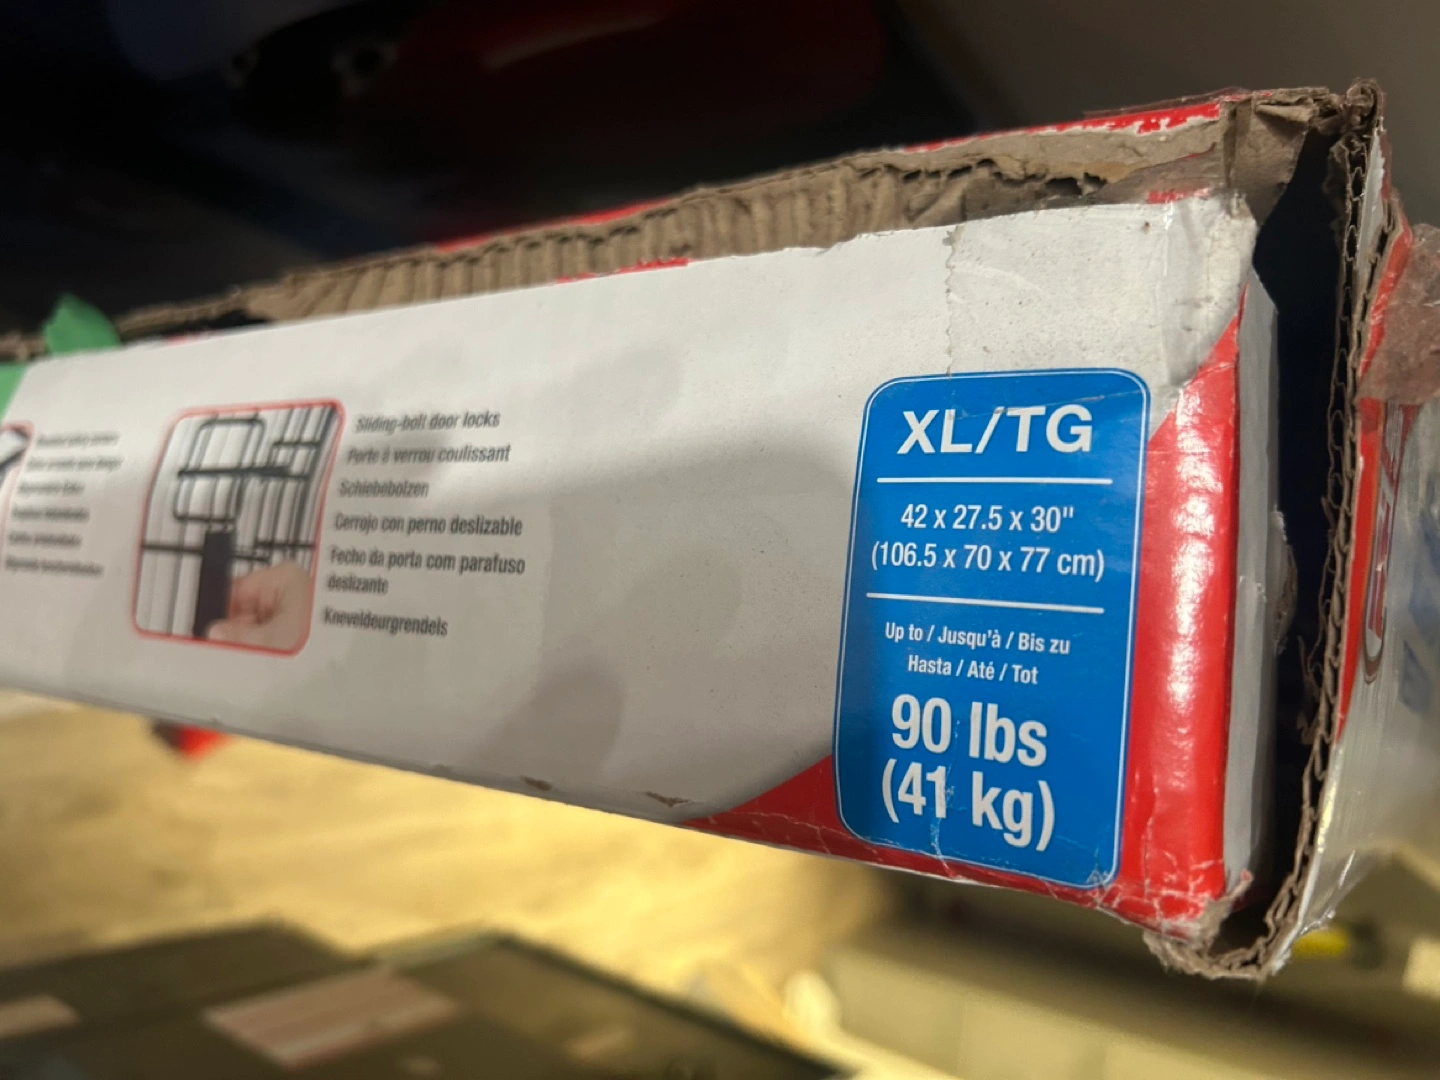 Sliding-bolt door locks
Porte à verrou coulissant
Schiebebolzen
Cerrojo con perno deslizable
Fecho da porta com parafuso
deslizante
Kneveldeurgrendels
XL/TG
42 x 27.5 x 30"
(106.5 x 70 x 77 cm)
Up to / Jusqu'à / Bis zu
Hasta / Até / Tot
90 lbs
(41 kg)